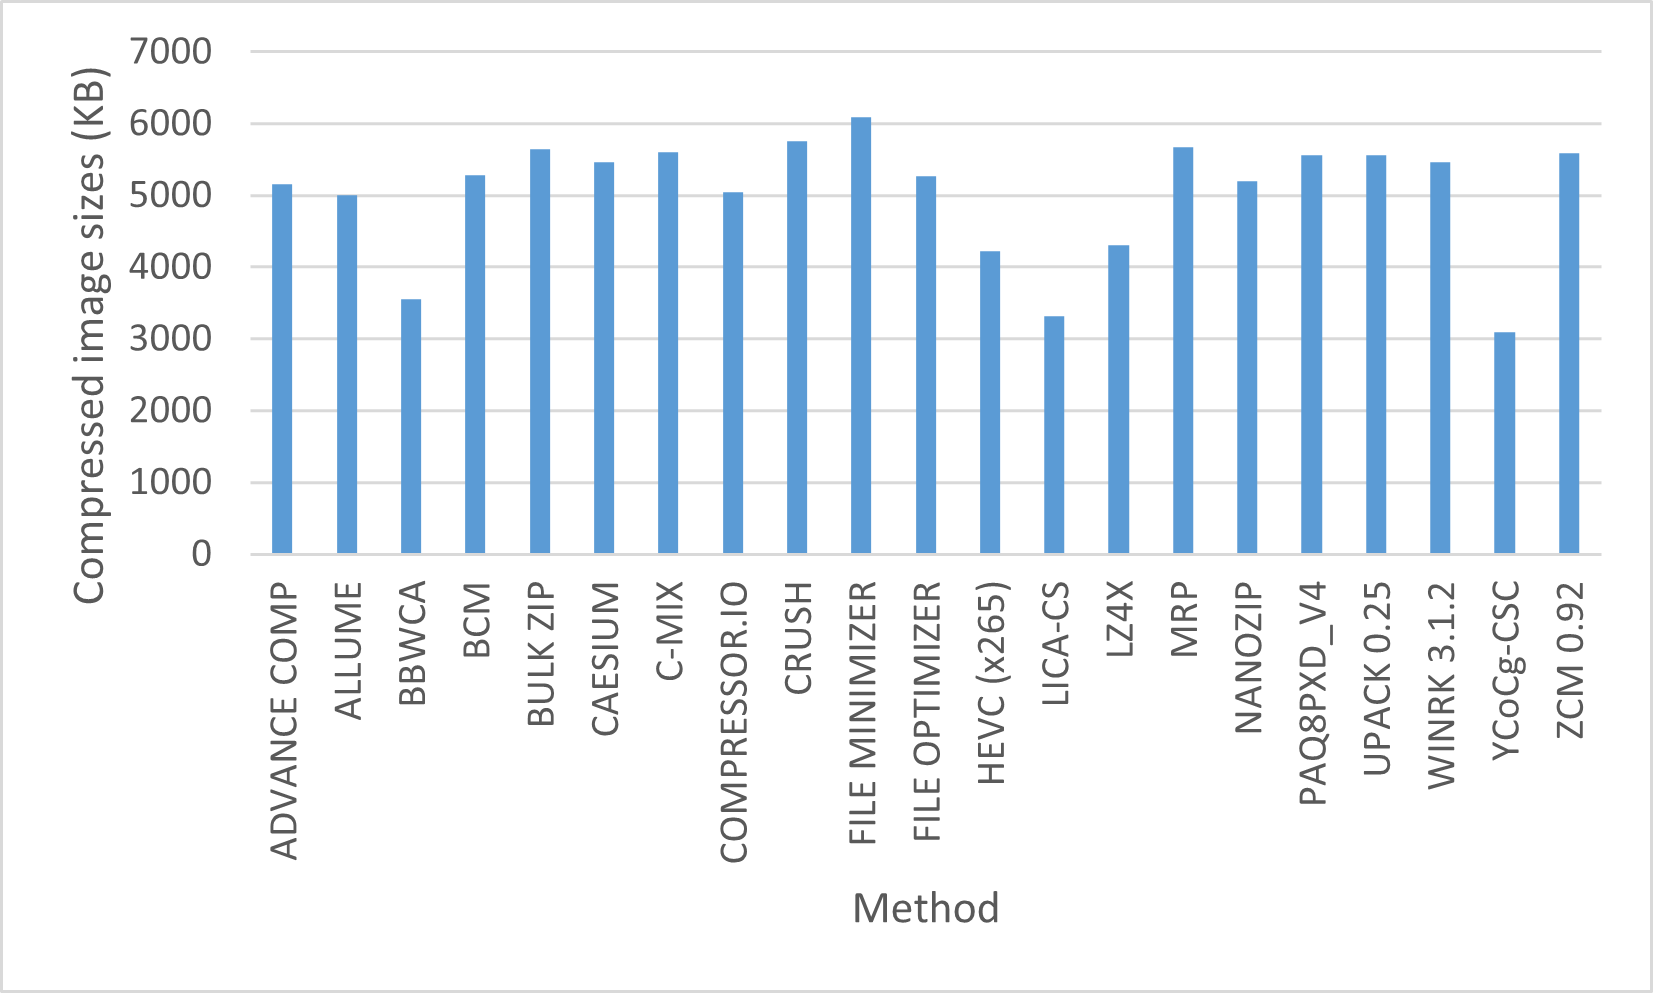 Compressed image sizes (KB)
7000
6000
5000
4000
3000
2000
1000
0
ADVANCE COMP
ALLUME
BBWCA
BCM
BULK ZIP
CAESIUM
C-MIX
COMPRESSOR.IO
CRUSH
FILE MINIMIZER
FILE OPTIMIZER
HEVC (x265)
LICA-CS
LZ4X
MRP
NANOZIP
PAQ8PXD_V4
UPACK 0.25
WINRK 3.1.2
YCoCg-CSC
ZCM 0.92
Method